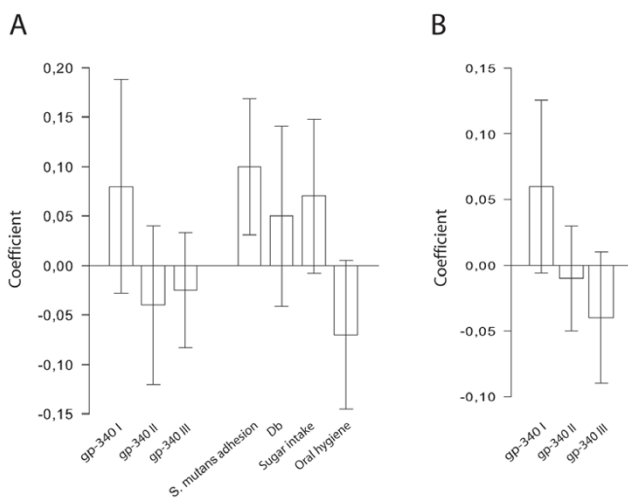 A
Coefficient
0,20
0,15
0,10
0,05
0,00
-0,05
-0,10
-0,15
gp-340 I
gp-340 II
gp-340 III
S. mutans adhesion
Db
Sugar intake
Oral hygiene
B
Coefficient
0,15
0,10
0,05
0,00
-0,05
-0,10
gp-340 I
gp-340 II
gp-340 III